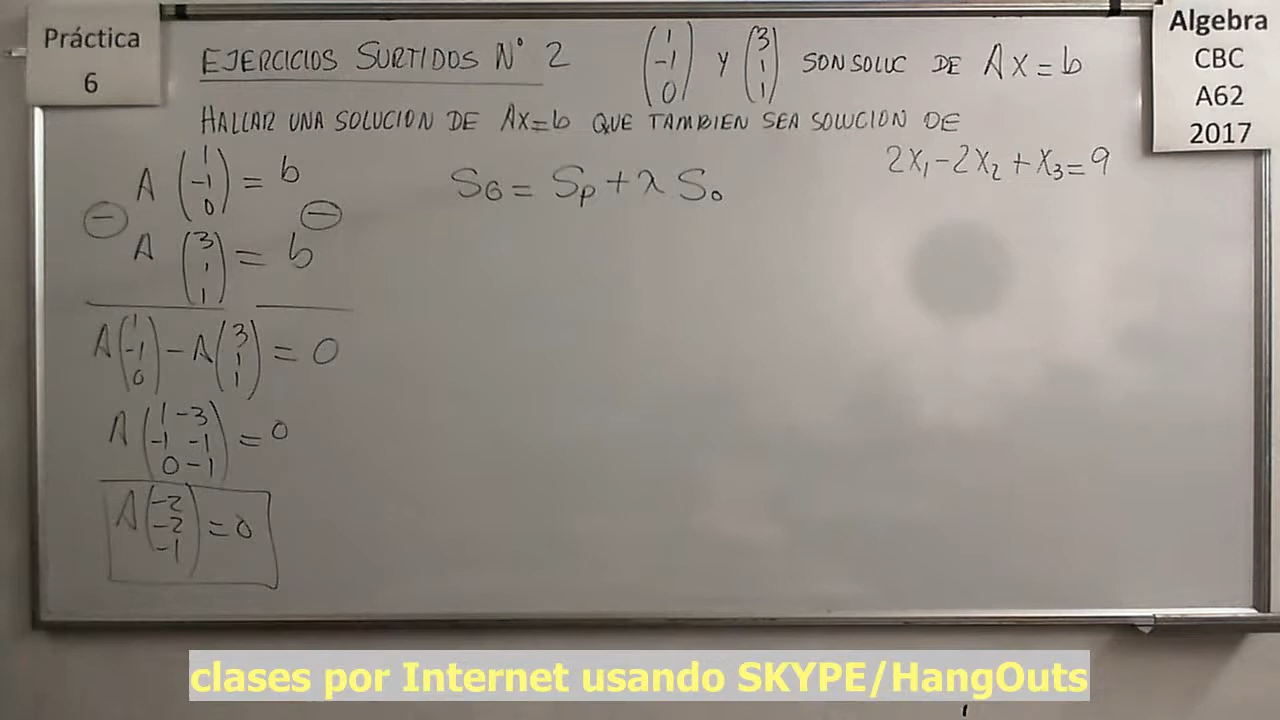 Práctica
6
EJERCICIOS SURTIDOS N° 2 (1 -1 0) Y (3 1 1) SON SOLUC DE Ax=b
HALLAR UNA SOLUCION DE Ax=b QUE TAMBIEN SEA SOLUCION DE
2x₁-2x₂+x₃=9
Algebra
CBC
A62
2017
A (1 -1 0) = b
⊖ ⊖
A (3 1 1) = b
A(1 -1 0) - A(3 1 1) = 0
A(1-3 -1-1 0-1) = 0
A(-2 -2 -1) = 0
SG = Sp + λ S₀
clases por Internet usando SKYPE/HangOuts